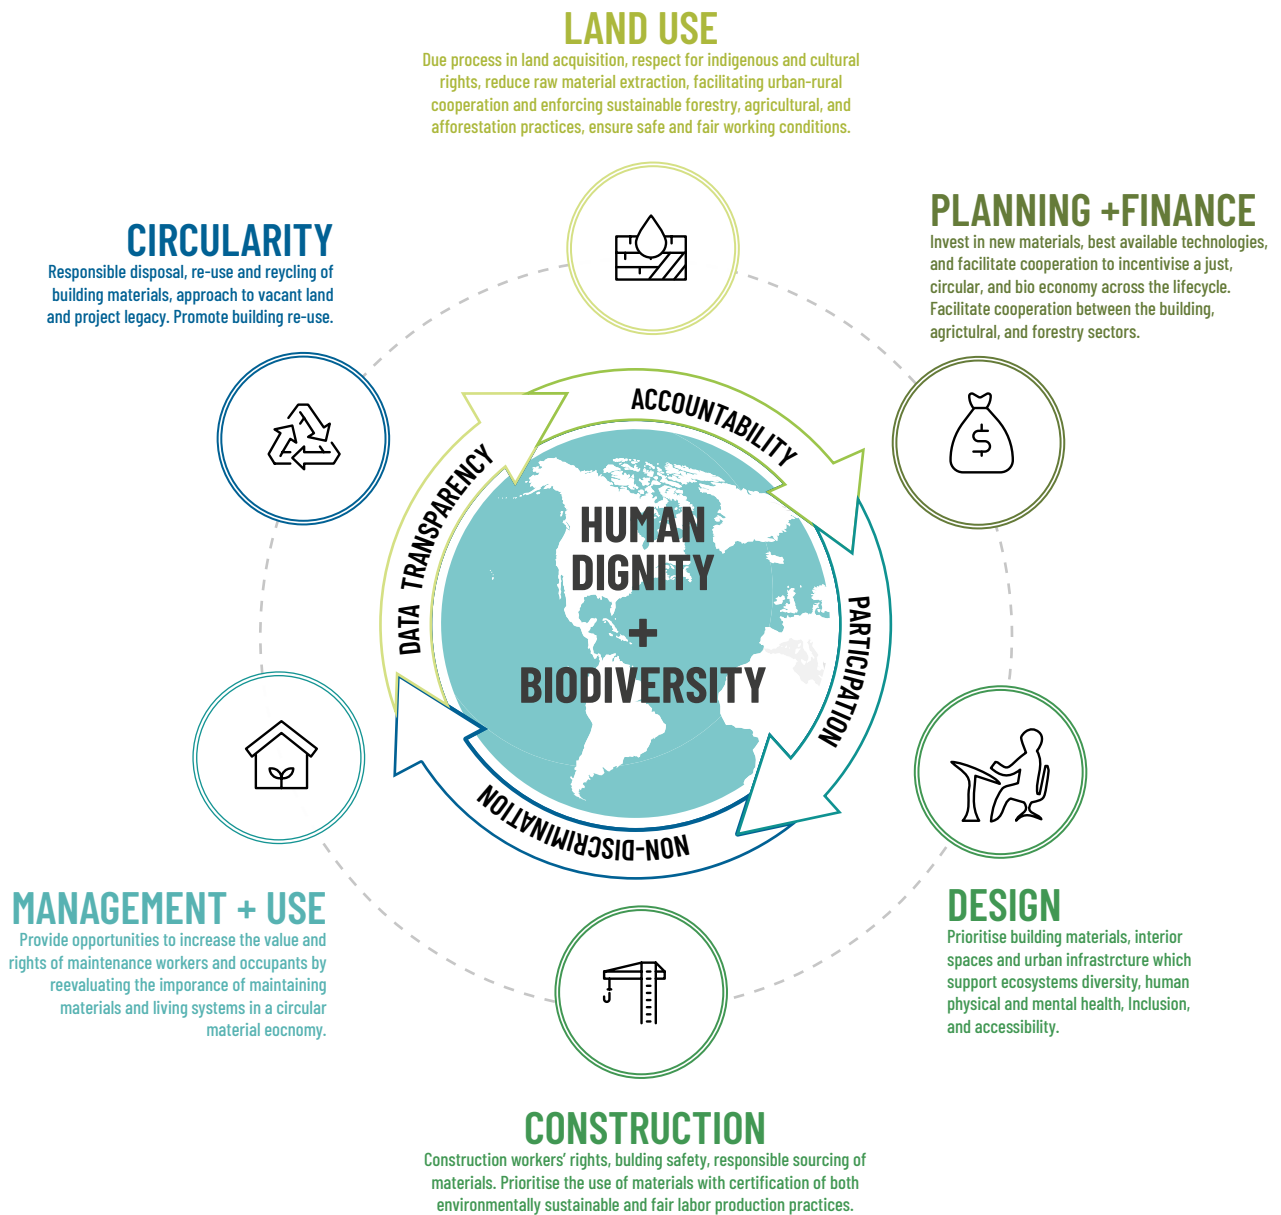 LAND USE
Due process in land acquisition, respect for indigenous and cultural
rights, reduce raw material extraction, facilitating urban-rural
cooperation and enforcing sustainable forestry, agricultural, and
afforestation practices, ensure safe and fair working conditions.
PLANNING +FINANCE
Invest in new materials, best available technologies,
and facilitate cooperation to incentivise a just,
circular, and bio economy across the lifecycle.
Facilitate cooperation between the building,
agrictulral, and forestry sectors.
CIRCULARITY
Responsible disposal, re-use and reycling of
building materials, approach to vacant land
and project legacy. Promote building re-use.
ACCOUNTABILITY
DATA TRANSPARENCY
HUMAN
DIGNITY
+
BIODIVERSITY
PARTICIPATION
NON-DISCRIMINATION
$
MANAGEMENT + USE
Provide opportunities to increase the value and
rights of maintenance workers and occupants by
reevaluating the imporance of maintaining
materials and living systems in a circular
material eocnomy.
DESIGN
Prioritise building materials, interior
spaces and urban infrastrcture which
support ecosystems diversity, human
physical and mental health, Inclusion,
and accessibility.
CONSTRUCTION
Construction workers' rights, bulding safety, responsible sourcing of
materials. Prioritise the use of materials with certification of both
environmentally sustainable and fair labor production practices.